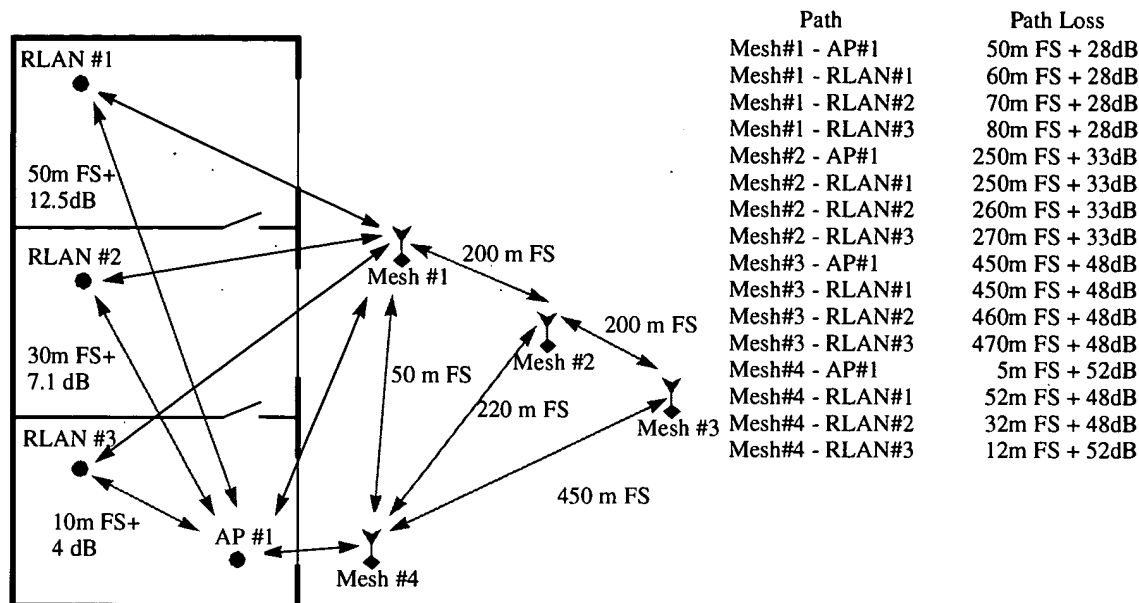 RLAN #1
50m FS+
12.5dB
RLAN #2
30m FS+
7.1 dB
RLAN #3
10m FS+
4 dB
AP #1
Mesh #1
200 m FS
Mesh #2
200 m FS
Mesh #3
50 m FS
220 m FS
450 m FS
Mesh #4
Path Path Loss
Mesh#1 - AP#1 50m FS + 28dB
Mesh#1 - RLAN#1 60m FS + 28dB
Mesh#1 - RLAN#2 70m FS + 28dB
Mesh#1 - RLAN#3 80m FS + 28dB
Mesh#2 - AP#1 250m FS + 33dB
Mesh#2 - RLAN#1 250m FS + 33dB
Mesh#2 - RLAN#2 260m FS + 33dB
Mesh#2 - RLAN#3 270m FS + 33dB
Mesh#3 - AP#1 450m FS + 48dB
Mesh#3 - RLAN#1 450m FS + 48dB
Mesh#3 - RLAN#2 460m FS + 48dB
Mesh#3 - RLAN#3 470m FS + 48dB
Mesh#4 - AP#1 5m FS + 52dB
Mesh#4 - RLAN#1 52m FS + 48dB
Mesh#4 - RLAN#2 32m FS + 48dB
Mesh#4 - RLAN#3 12m FS + 52dB